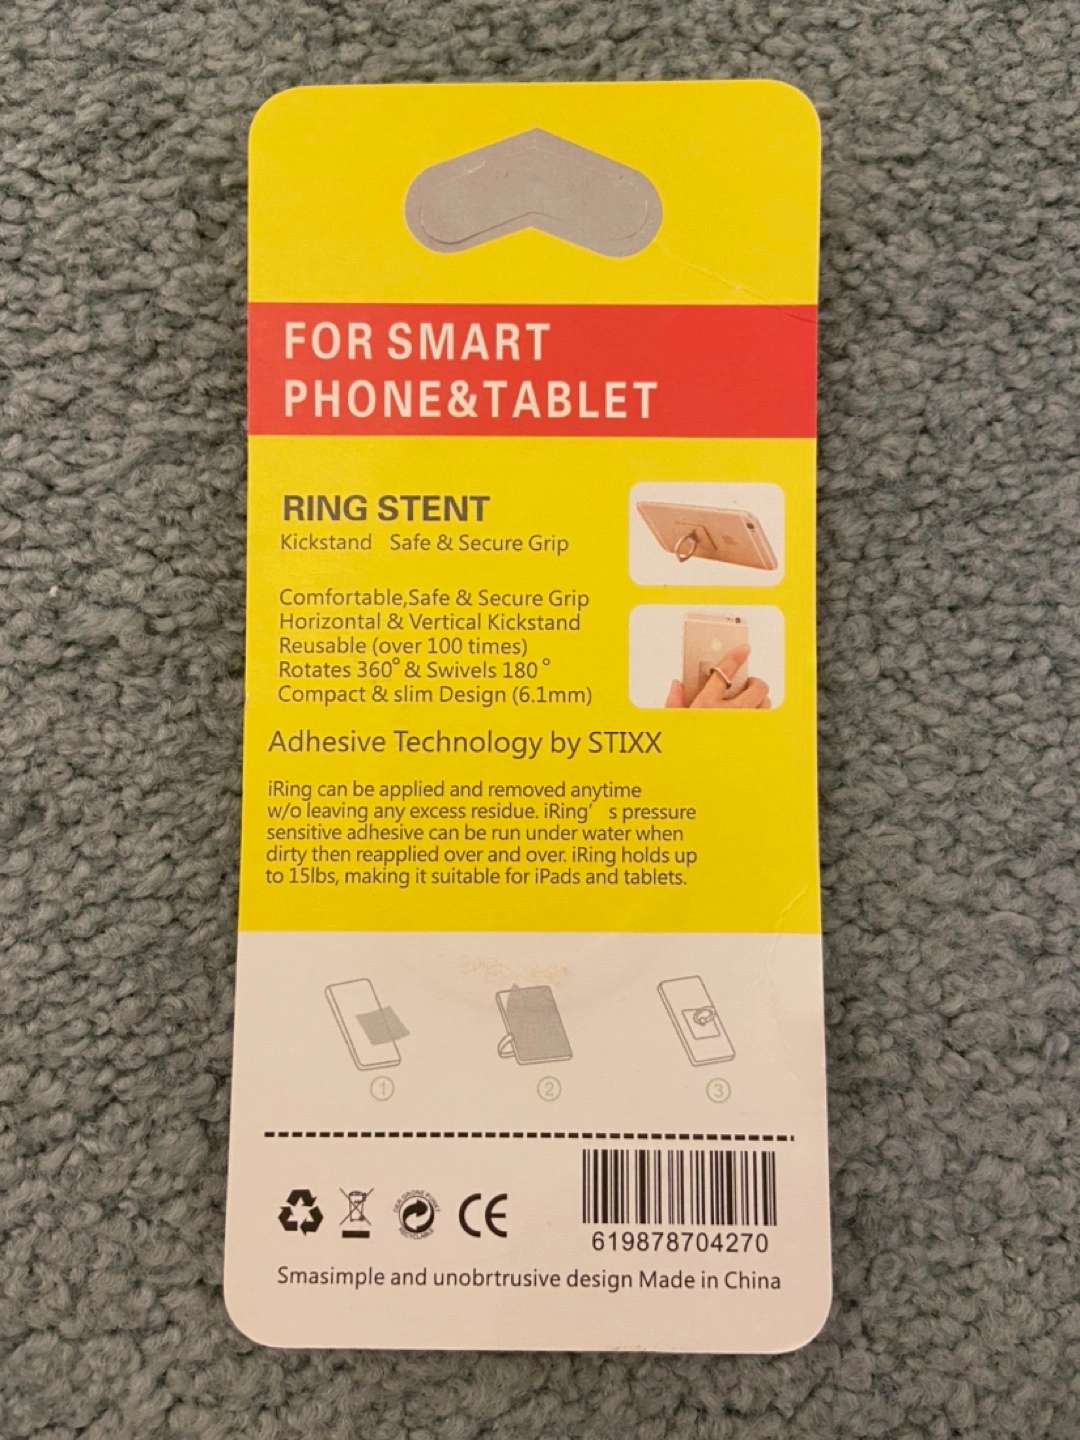 FOR SMART
PHONE&TABLET
RING STENT
Kickstand Safe & Secure Grip
Comfortable,Safe & Secure Grip
Horizontal & Vertical Kickstand
Reusable (over 100 times)
Rotates 360° & Swivels 180°
Compact & slim Design (6.1mm)
Adhesive Technology by STIXX
iRing can be applied and removed anytime
w/o leaving any excess residue. iRing’ s pressure
sensitive adhesive can be run under water when
dirty then reapplied over and over. iRing holds up
to 15lbs, making it suitable for iPads and tablets.
1
2
3
DER GRÜNE PUNKT
RECYCLABLE
CE
619878704270
Smasimple and unobrtrusive design Made in China